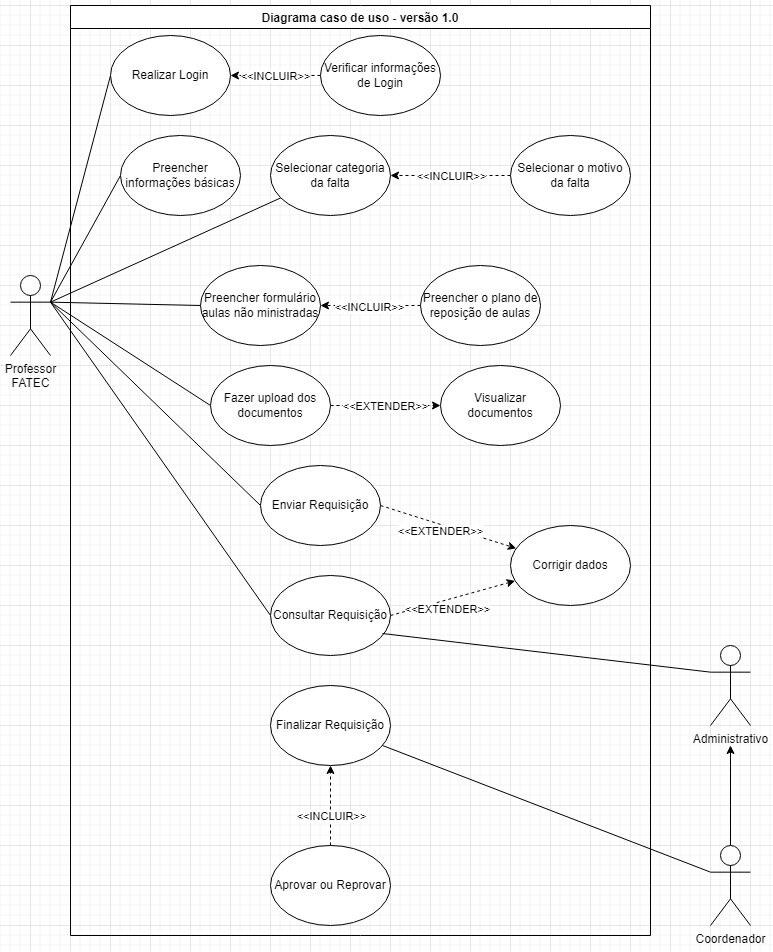 Diagrama caso de uso - versão 1.0
Realizar Login
<<INCLUIR>>
Verificar informações
de Login
Preencher
informações básicas
Selecionar categoria
da falta
<<INCLUIR>>
Selecionar o motivo
da falta
Preencher formulário
aulas não ministradas
<<INCLUIR>>
Preencher o plano de
reposição de aulas
Professor
FATEC
Fazer upload dos
documentos
<<EXTENDER>>
Visualizar
documentos
Enviar Requisição
<<EXTENDER>>
Corrigir dados
Consultar Requisição
<<EXTENDER>>
Administrativo
Finalizar Requisição
<<INCLUIR>>
Aprovar ou Reprovar
Coordenador